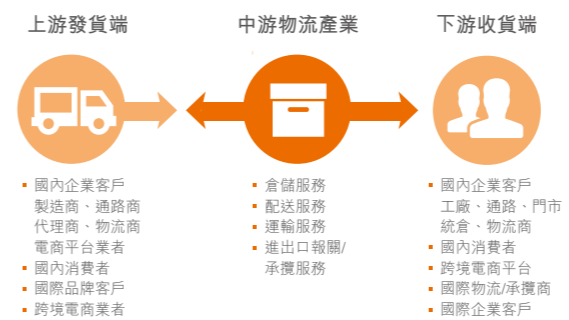 上游發貨端
國內企業客戶
製造商、通路商
代理商、物流商
電商平台業者
國內消費者
國際品牌客戶
跨境電商業者
中游物流產業
倉儲服務
配送服務
運輸服務
進出口報關/
承攬服務
下游收貨端
國內企業客戶
工廠、通路、門市
統倉、物流商
國內消費者
跨境電商平台
國際物流/承攬商
國際企業客戶